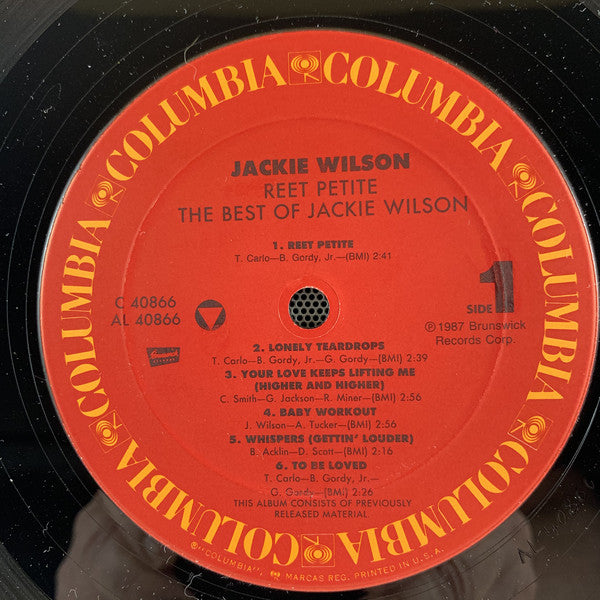 COLUMBIA COLUMBIA COLUMBIA COLUMBIA COLUMBIA COLUMBIA COLUMBIA COLUMBIA
JACKIE WILSON
REET PETITE
THE BEST OF JACKIE WILSON
1. REET PETITE
T. Carlo—B. Gordy, Jr.—(BMI) 2:41
C 40866
AL 40866
SIDE 1
℗ 1987 Brunswick
Records Corp.
2. LONELY TEARDROPS
T. Carlo—B. Gordy, Jr.—G. Gordy—(BMI) 2:39
3. YOUR LOVE KEEPS LIFTING ME
(HIGHER AND HIGHER)
C. Smith—G. Jackson—R. Miner—(BMI) 2:56
4. BABY WORKOUT
J. Wilson—A. Tucker—(BMI) 2:56
5. WHISPERS (GETTIN' LOUDER)
B. Acklin—D. Scott—(BMI) 2:16
6. TO BE LOVED
T. Carlo—B. Gordy, Jr.—
G. Gordy—(BMI) 2:26
THIS ALBUM CONSISTS OF PREVIOUSLY
RELEASED MATERIAL.
®"COLUMBIA", MARCAS REG. PRINTED IN U.S.A.